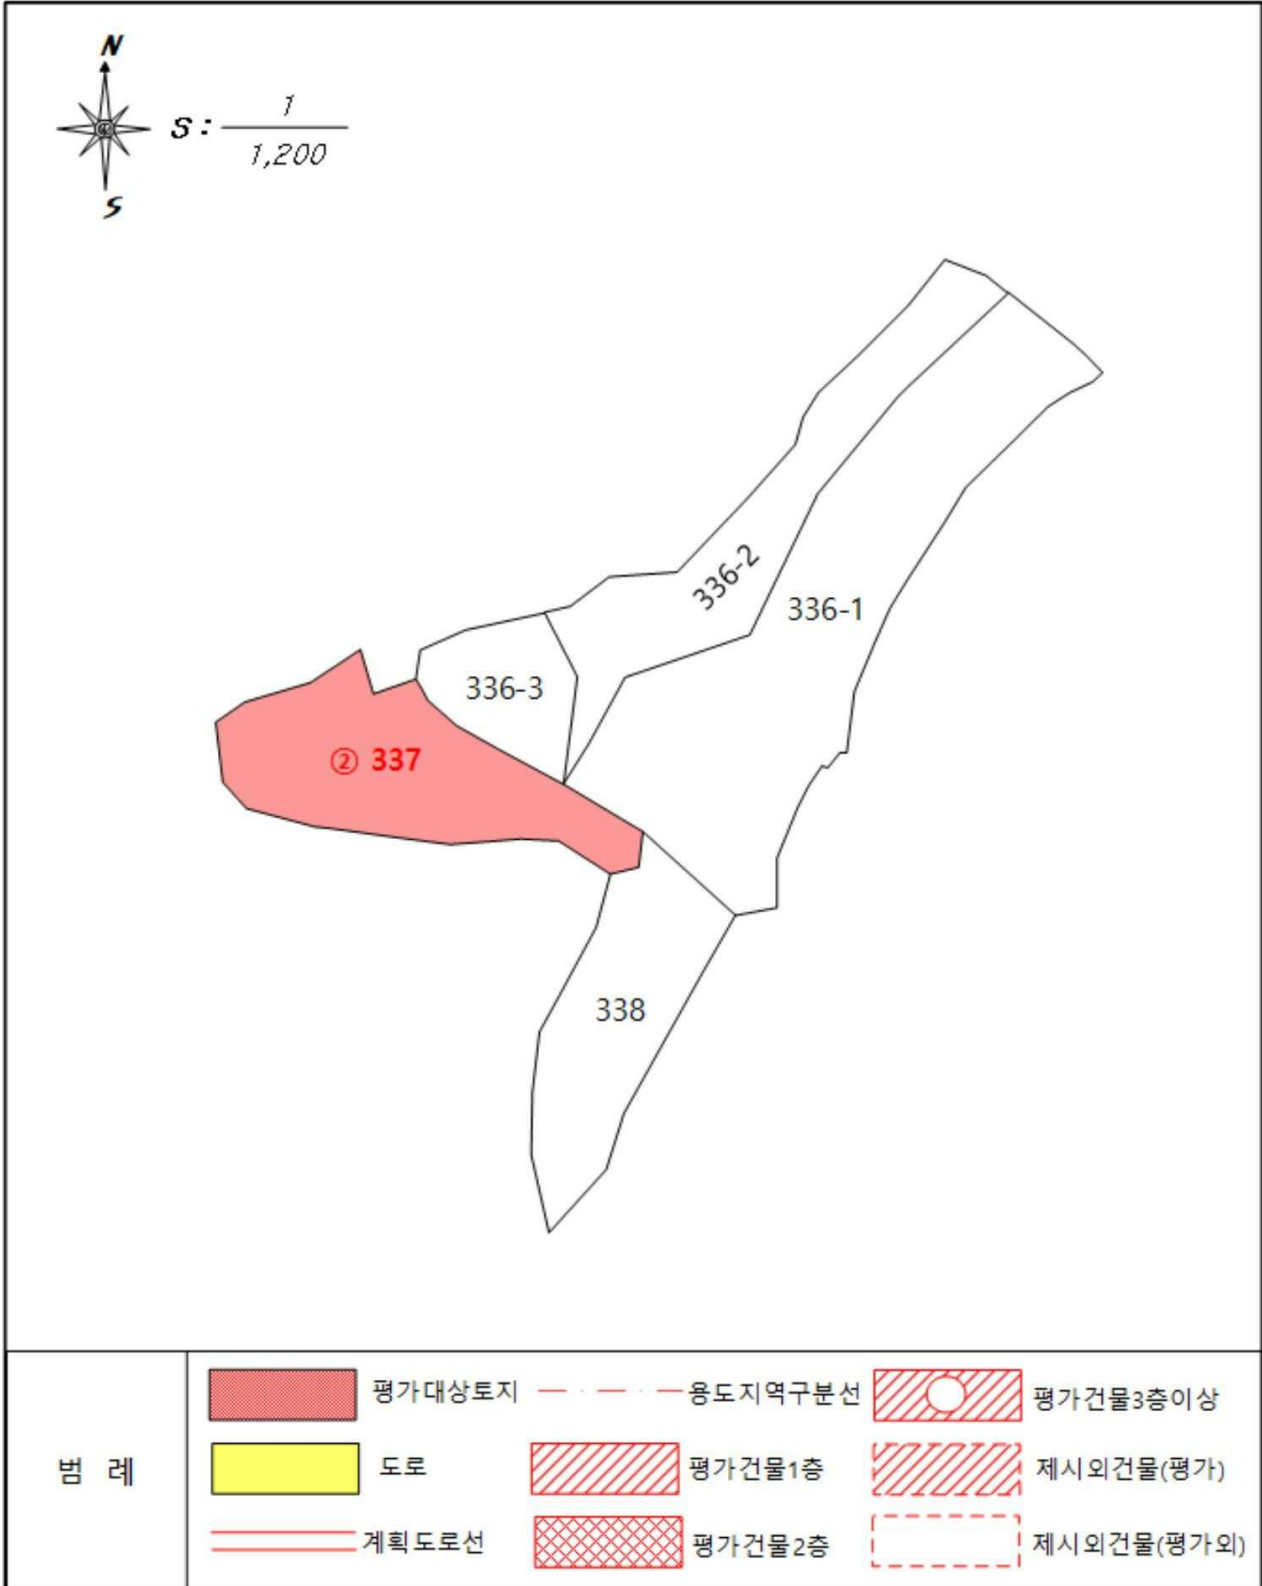 N
S : 1
1,200
S
336-2
336-1
336-3
② 337
338
범 례
평가대상토지
용도지역구분선
평가건물3층이상
도로
평가건물1층
제시외건물(평가)
계획도로선
평가건물2층
제시외건물(평가외)